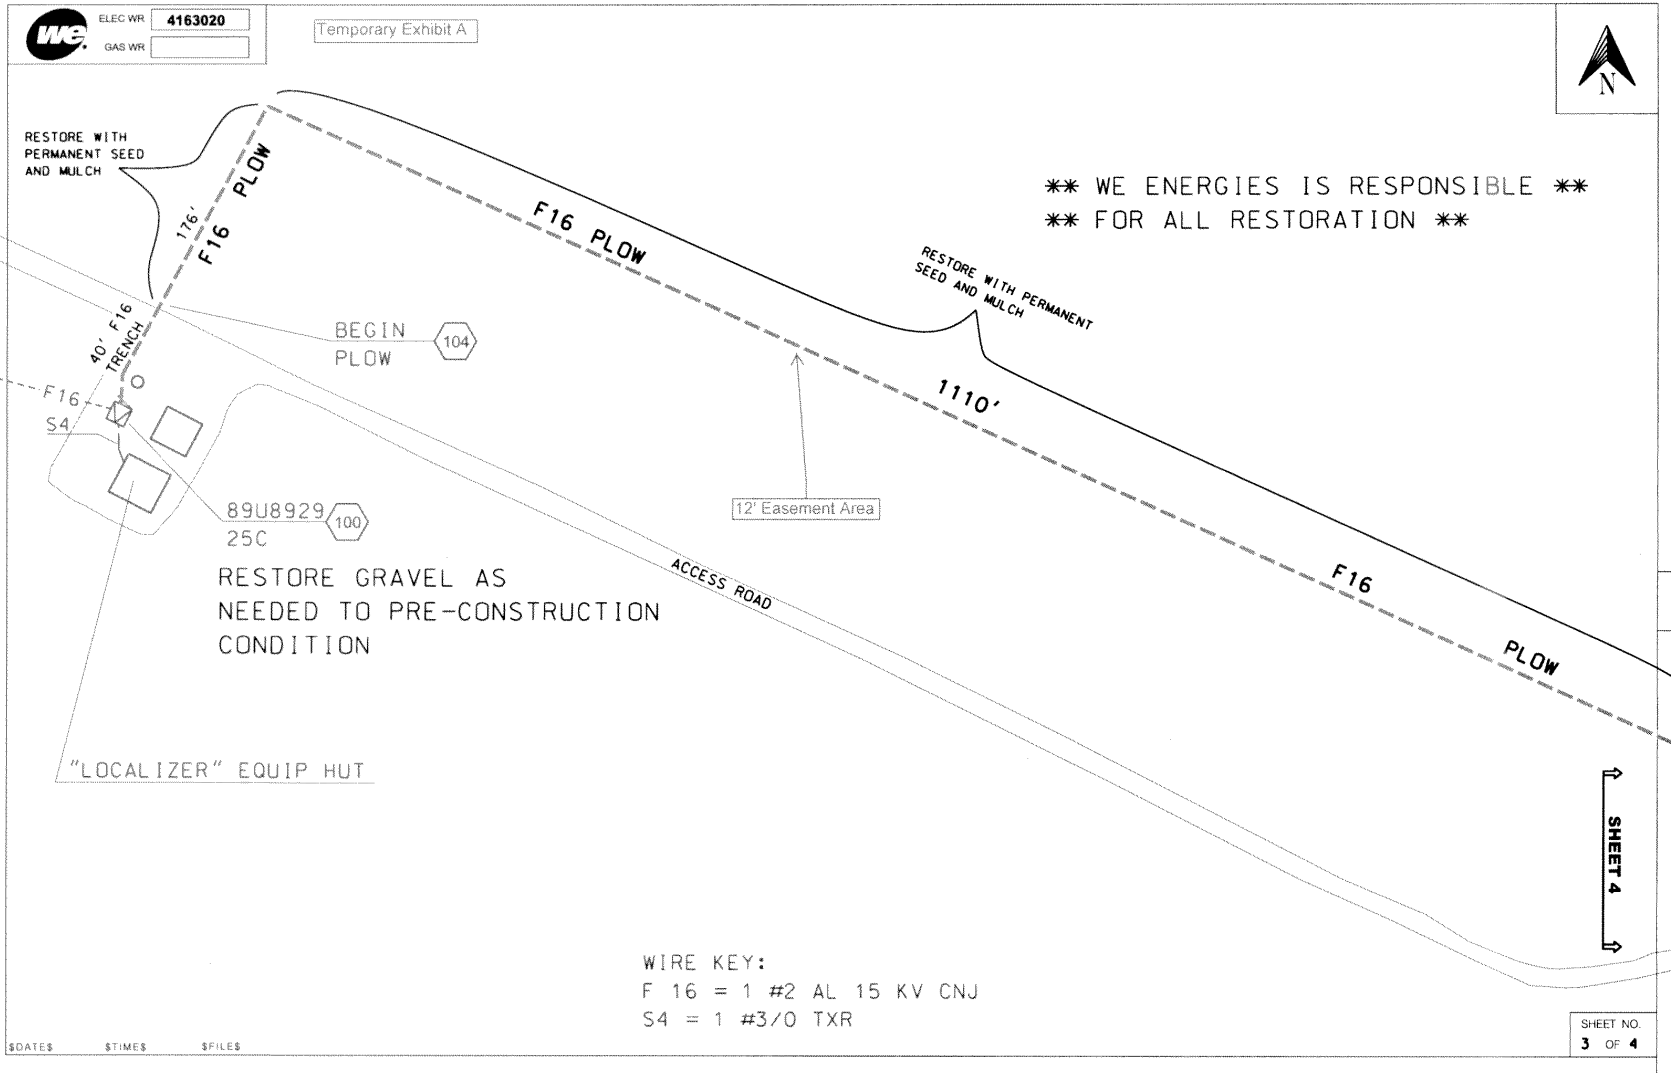 we.
ELEC WR 4163020
GAS WR
Temporary Exhibit A
N
RESTORE WITH
PERMANENT SEED
AND MULCH
** WE ENERGIES IS RESPONSIBLE **
** FOR ALL RESTORATION **
176'
F16 PLOW
F16 PLOW
RESTORE WITH PERMANENT
SEED AND MULCH
40' F16
TRENCH
BEGIN
PLOW
104
F16
S4
1110'
12' Easement Area
89U8929
25C
100
RESTORE GRAVEL AS
NEEDED TO PRE-CONSTRUCTION
CONDITION
ACCESS ROAD
F16
PLOW
"LOCALIZER" EQUIP HUT
SHEET 4
WIRE KEY:
F 16 = 1 #2 AL 15 KV CNJ
S4 = 1 #3/0 TXR
SHEET NO.
3 OF 4
$DATE$ $TIME$ $FILE$